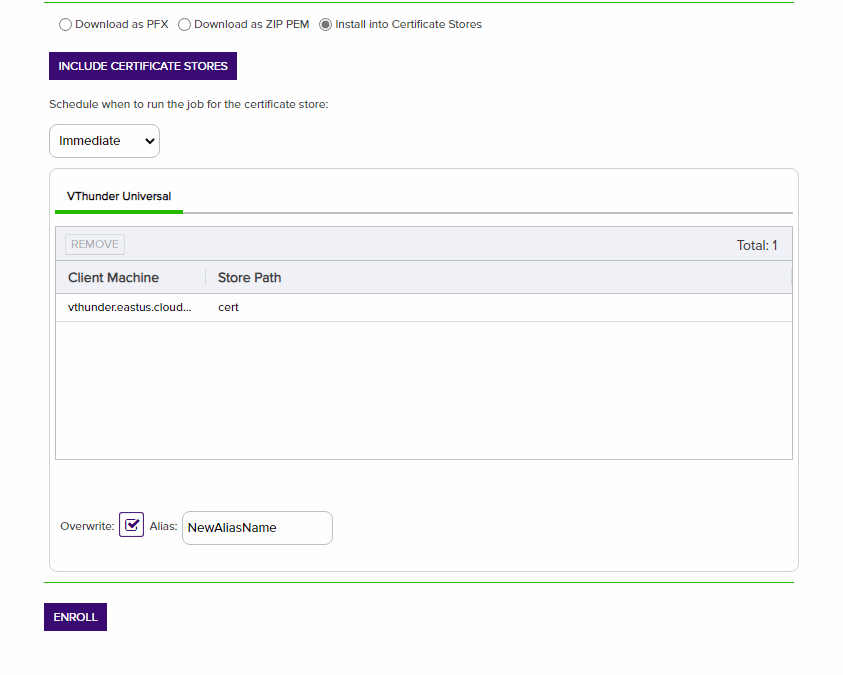 Download as PFX Download as ZIP PEM Install into Certificate Stores
INCLUDE CERTIFICATE STORES
Schedule when to run the job for the certificate store:
Immediate
VThunder Universal
REMOVE Total: 1
Client Machine Store Path
vthunder.eastus.cloud... cert
Overwrite: Alias: NewAliasName
ENROLL